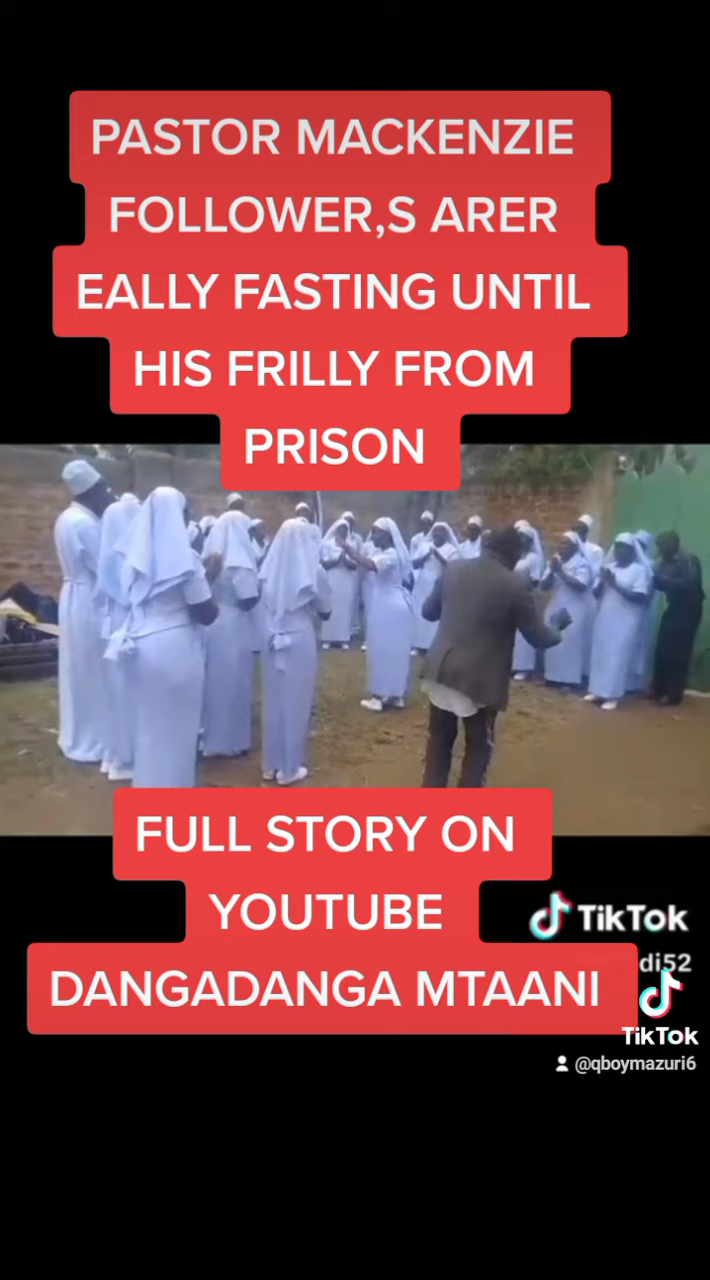 PASTOR MACKENZIE
FOLLOWER,S ARER
EALLY FASTING UNTIL
HIS FRILLY FROM
PRISON
FULL STORY ON
YOUTUBE
DANGADANGA MTAANI
TikTok
di52
TikTok
@qboymazuri6